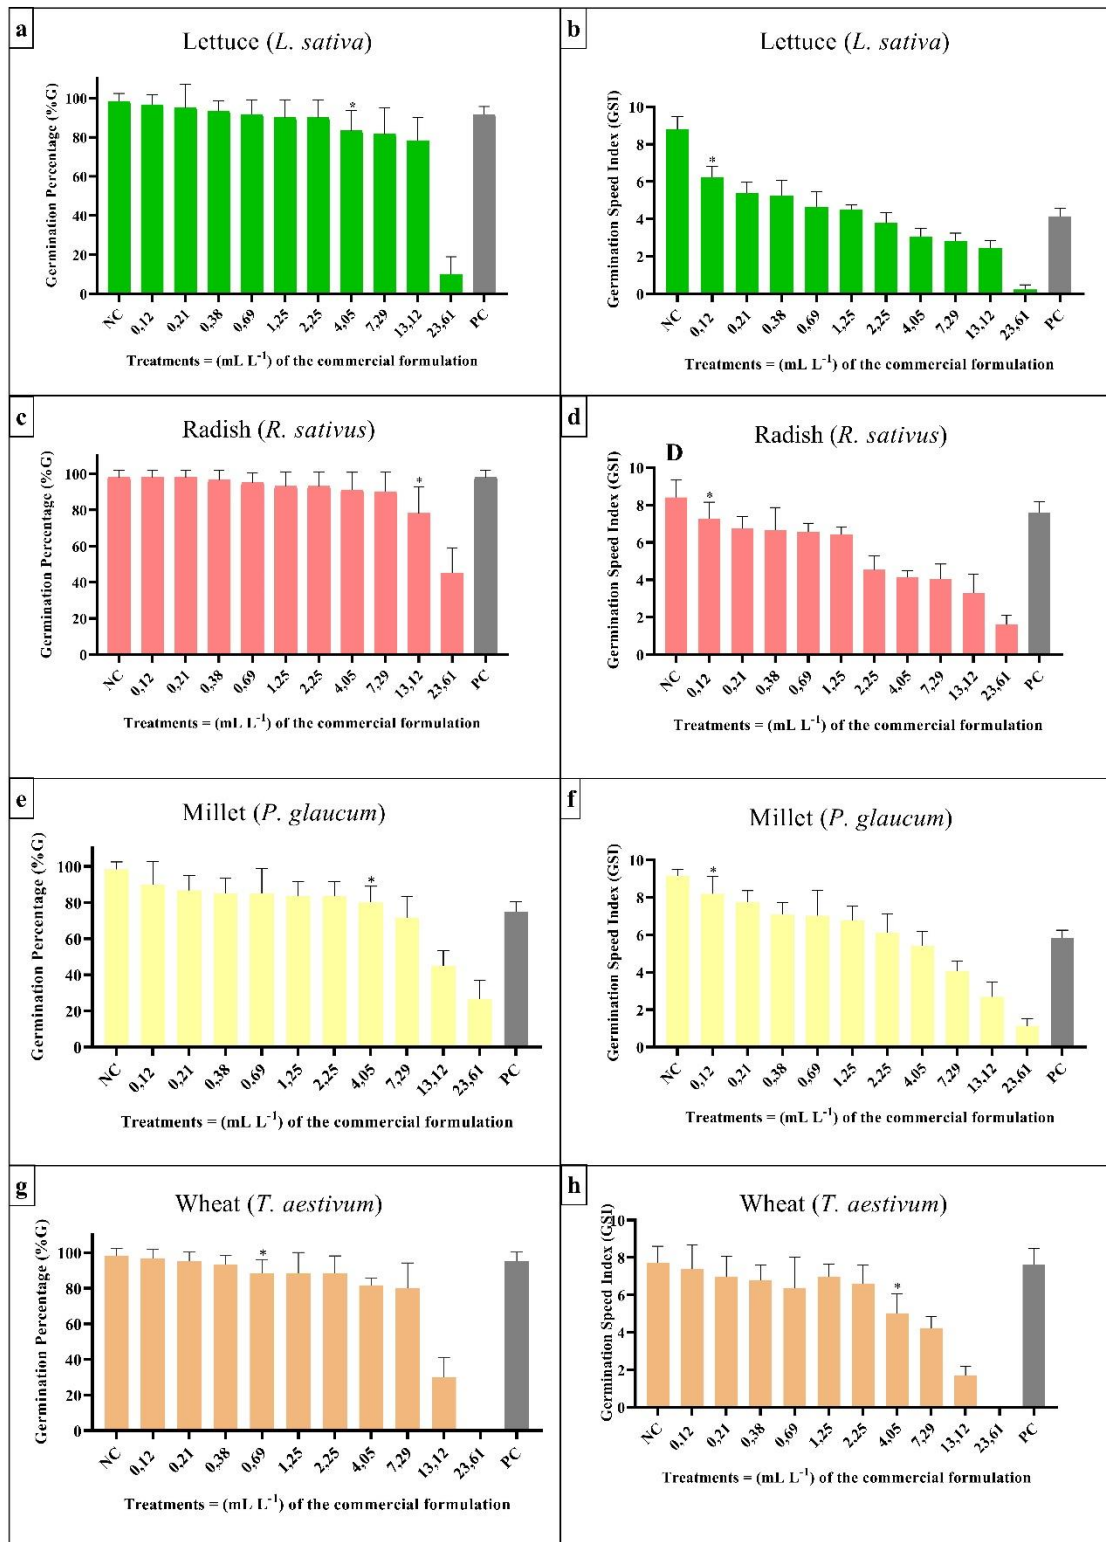 a
Lettuce (L. sativa)
Germination Percentage (%G)
100
80
60
40
20
0
*
NC 0,12 0,21 0,38 0,69 1,25 2,25 4,05 7,29 13,12 23,61 PC
Treatments = (mL L-1) of the commercial formulation
b
Lettuce (L. sativa)
Germination Speed Index (GSI)
10
8
6
4
2
0
*
NC 0,12 0,21 0,38 0,69 1,25 2,25 4,05 7,29 13,12 23,61 PC
Treatments = (mL L-1) of the commercial formulation
c
Radish (R. sativus)
Germination Percentage (%G)
100
80
60
40
20
0
*
NC 0,12 0,21 0,38 0,69 1,25 2,25 4,05 7,29 13,12 23,61 PC
Treatments = (mL L-1) of the commercial formulation
d
Radish (R. sativus)
D
Germination Speed Index (GSI)
10
8
6
4
2
0
*
NC 0,12 0,21 0,38 0,69 1,25 2,25 4,05 7,29 13,12 23,61 PC
Treatments = (mL L-1) of the commercial formulation
e
Millet (P. glaucum)
Germination Percentage (%G)
100
80
60
40
20
0
*
NC 0,12 0,21 0,38 0,69 1,25 2,25 4,05 7,29 13,12 23,61 PC
Treatments = (mL L-1) of the commercial formulation
f
Millet (P. glaucum)
Germination Speed Index (GSI)
10
8
6
4
2
0
*
NC 0,12 0,21 0,38 0,69 1,25 2,25 4,05 7,29 13,12 23,61 PC
Treatments = (mL L-1) of the commercial formulation
g
Wheat (T. aestivum)
Germination Percentage (%G)
100
80
60
40
20
0
*
NC 0,12 0,21 0,38 0,69 1,25 2,25 4,05 7,29 13,12 23,61 PC
Treatments = (mL L-1) of the commercial formulation
h
Wheat (T. aestivum)
Germination Speed Index (GSI)
10
8
6
4
2
0
*
NC 0,12 0,21 0,38 0,69 1,25 2,25 4,05 7,29 13,12 23,61 PC
Treatments = (mL L-1) of the commercial formulation